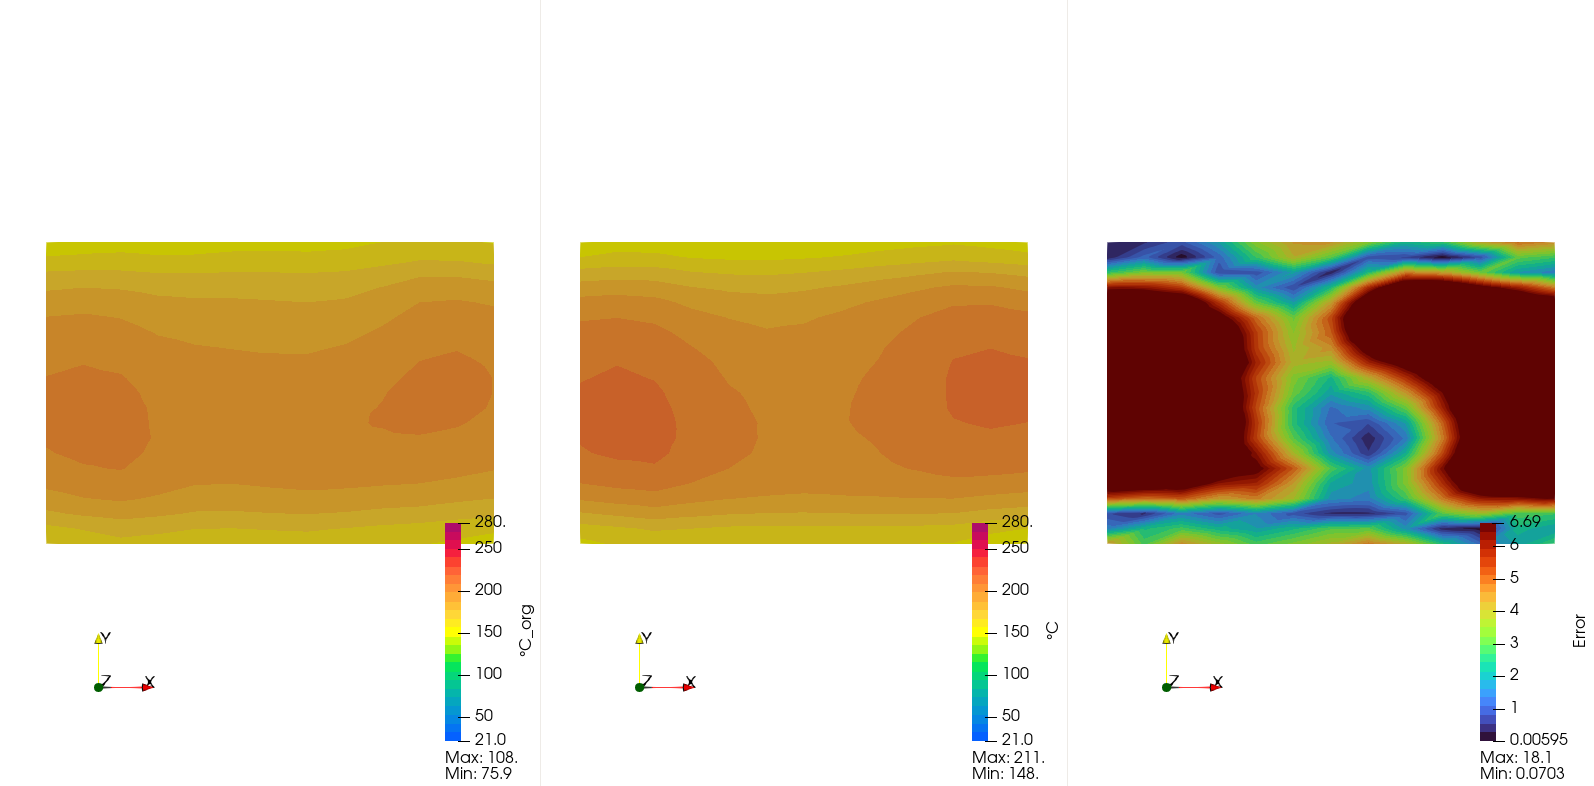 280.
250
200
150
100
50
21.0
°C_org
Max: 108.
Min: 75.9
Y
Z
X
280.
250
200
150
100
50
21.0
°C
Max: 211.
Min: 148.
Y
Z
X
6.69
6
5
4
3
2
1
0.00595
Error
Max: 18.1
Min: 0.0703
Y
Z
X